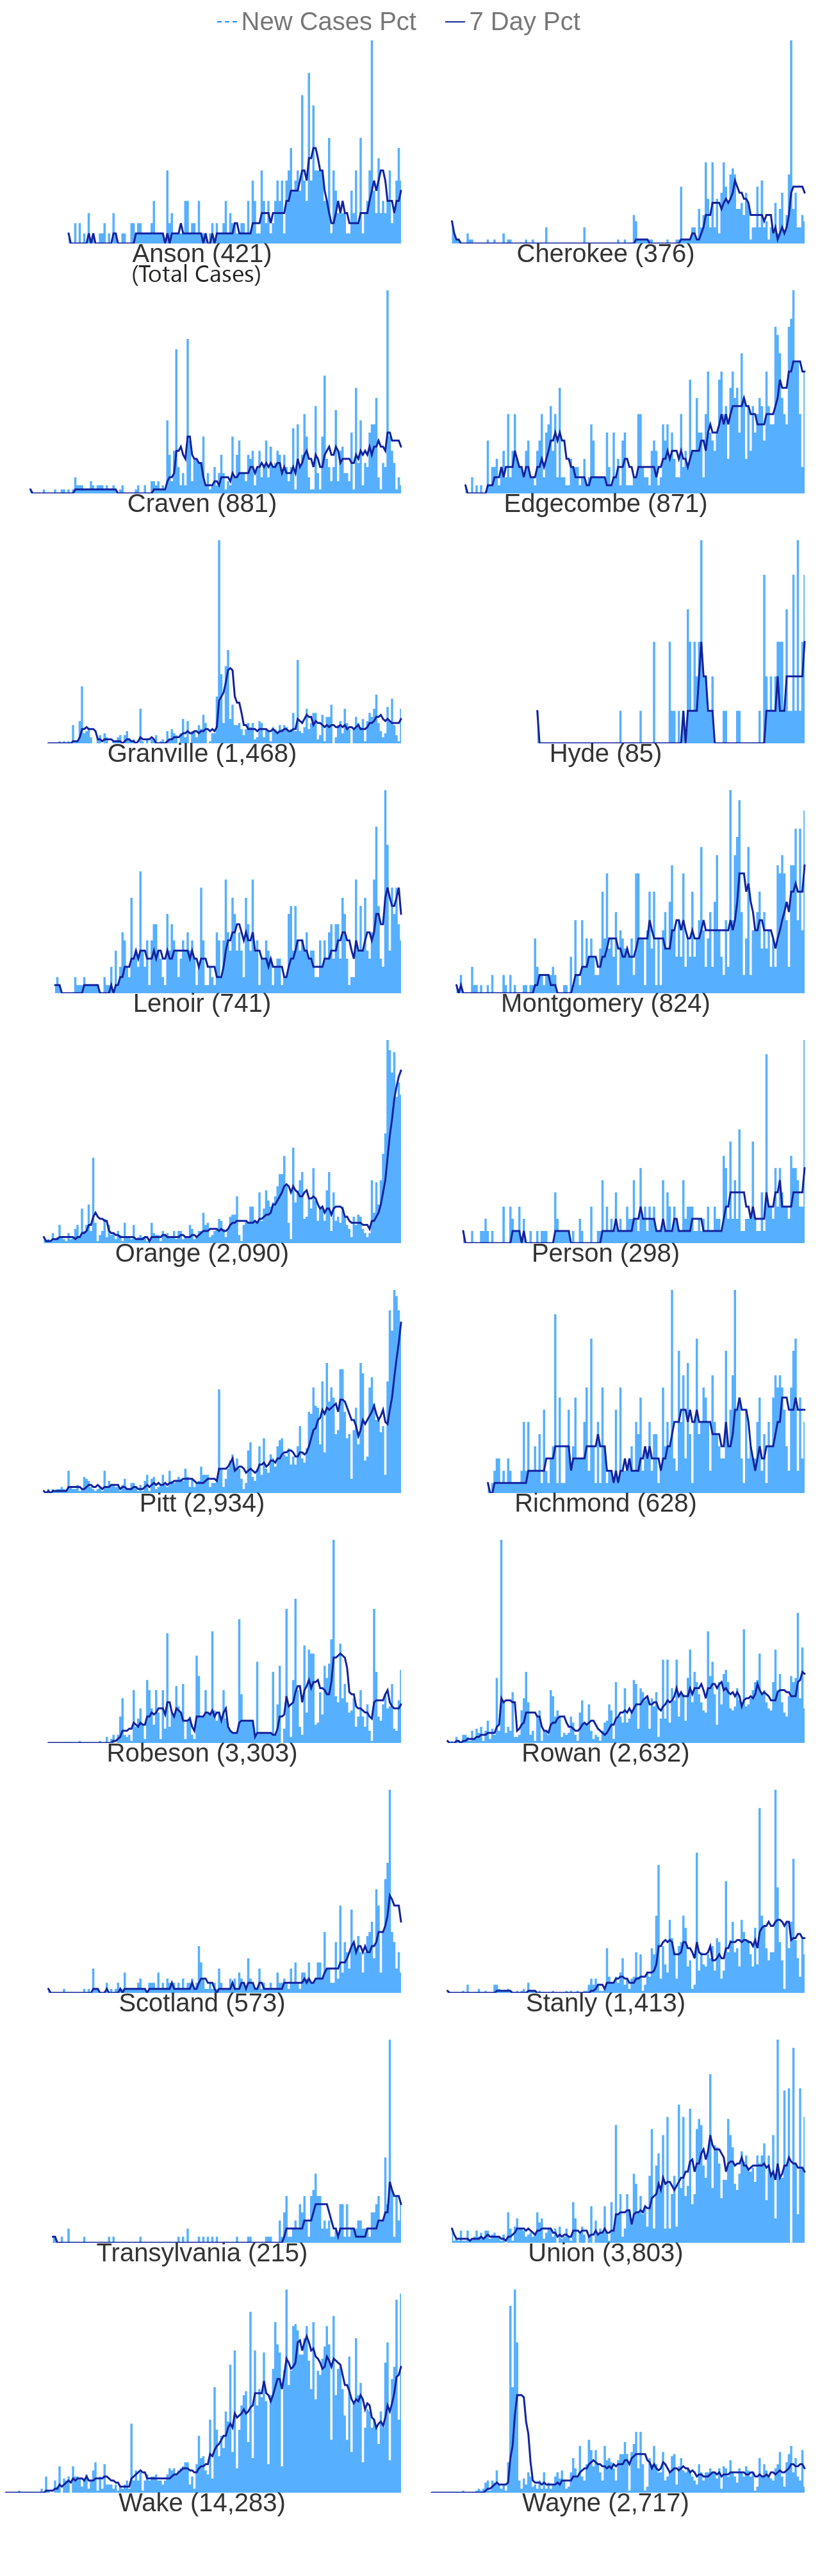 New Cases Pct 7 Day Pct
Anson (421) Cherokee (376)
(Total Cases)
Craven (881) Edgecombe (871)
Granville (1,468) Hyde (85)
Lenoir (741) Montgomery (824)
Orange (2,090) Person (298)
Pitt (2,934) Richmond (628)
Robeson (3,303) Rowan (2,632)
Scotland (573) Stanly (1,413)
Transylvania (215) Union (3,803)
Wake (14,283) Wayne (2,717)